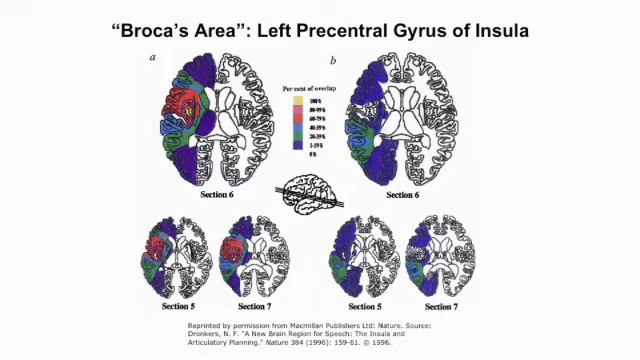 “Broca’s Area”: Left Precentral Gyrus of Insula
a
b
Per cent of overlap
100%
80-99%
60-79%
40-59%
20-39%
1-19%
0%
Section 6
Section 6
Section 5
Section 7
Section 5
Section 7
Reprinted by permission from Macmillan Publishers Ltd: Nature. Source:
Dronkers, N. F. "A New Brain Region for Speech: The Insula and
Articulatory Planning." Nature 384 (1996): 159-61. © 1996.